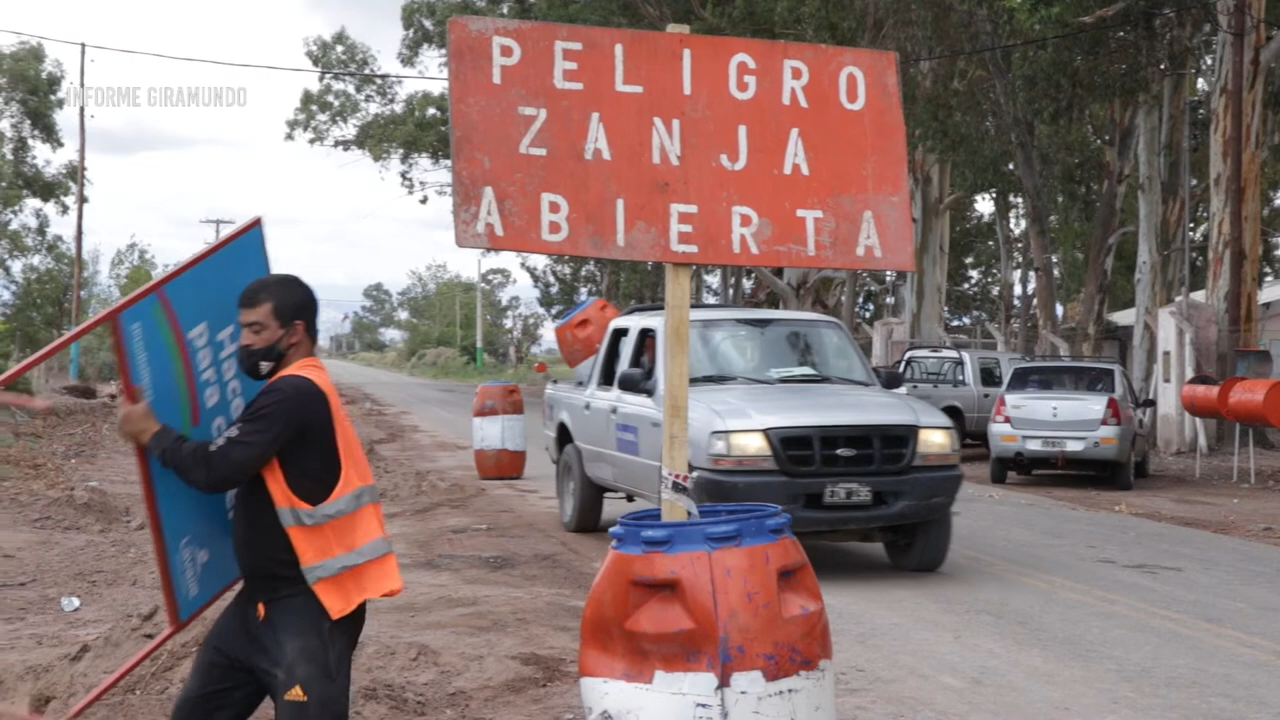 INFORME GIRAMUNDO
PELIGRO
ZANJA
ABIERTA
Hace
para c